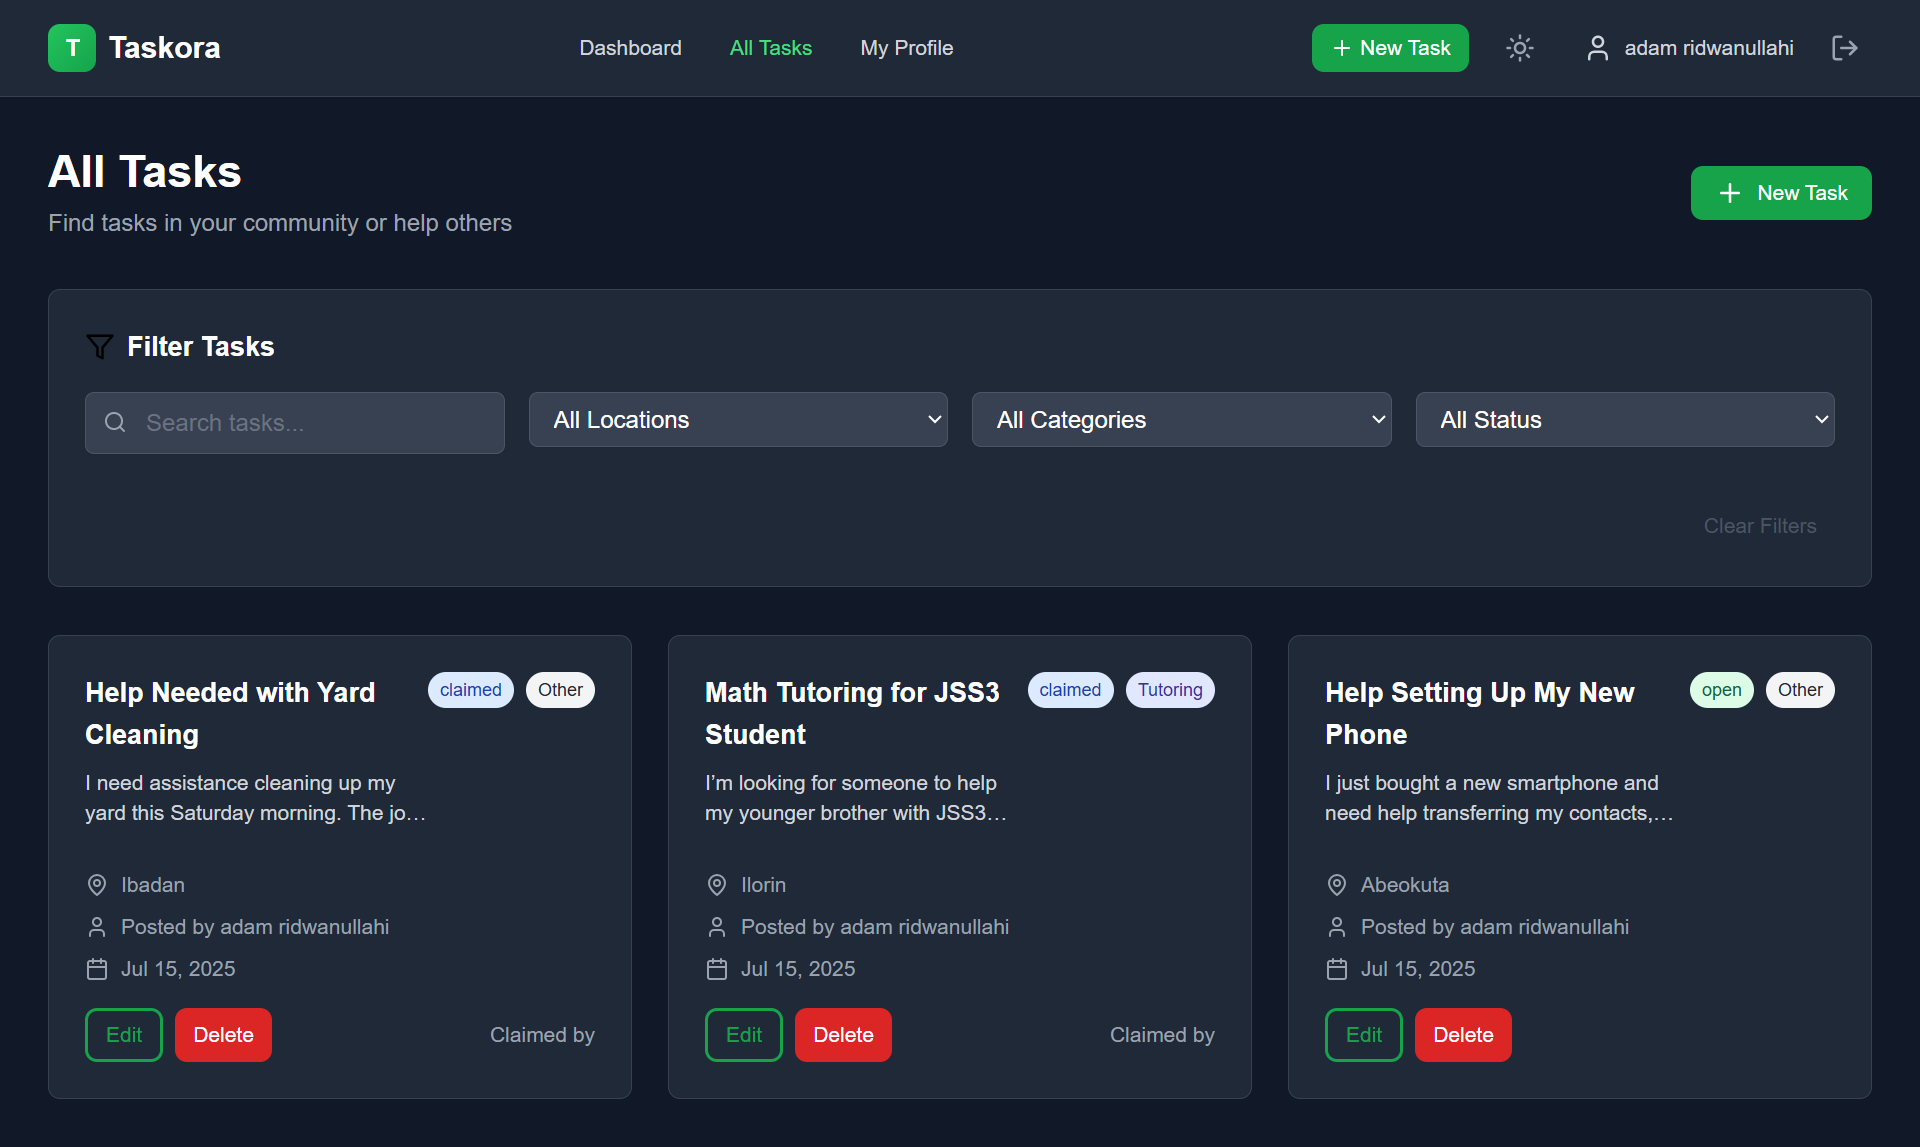 T Taskora
Dashboard
All Tasks
My Profile
+ New Task
adam ridwanullahi
All Tasks
Find tasks in your community or help others
+ New Task
Filter Tasks
Search tasks...
All Locations
All Categories
All Status
Clear Filters
Help Needed with Yard
Cleaning
claimed
Other
I need assistance cleaning up my
yard this Saturday morning. The jo…
Ibadan
Posted by adam ridwanullahi
Jul 15, 2025
Edit
Delete
Claimed by
Math Tutoring for JSS3
Student
claimed
Tutoring
I’m looking for someone to help
my younger brother with JSS3…
Ilorin
Posted by adam ridwanullahi
Jul 15, 2025
Edit
Delete
Claimed by
Help Setting Up My New
Phone
open
Other
I just bought a new smartphone and
need help transferring my contacts,…
Abeokuta
Posted by adam ridwanullahi
Jul 15, 2025
Edit
Delete